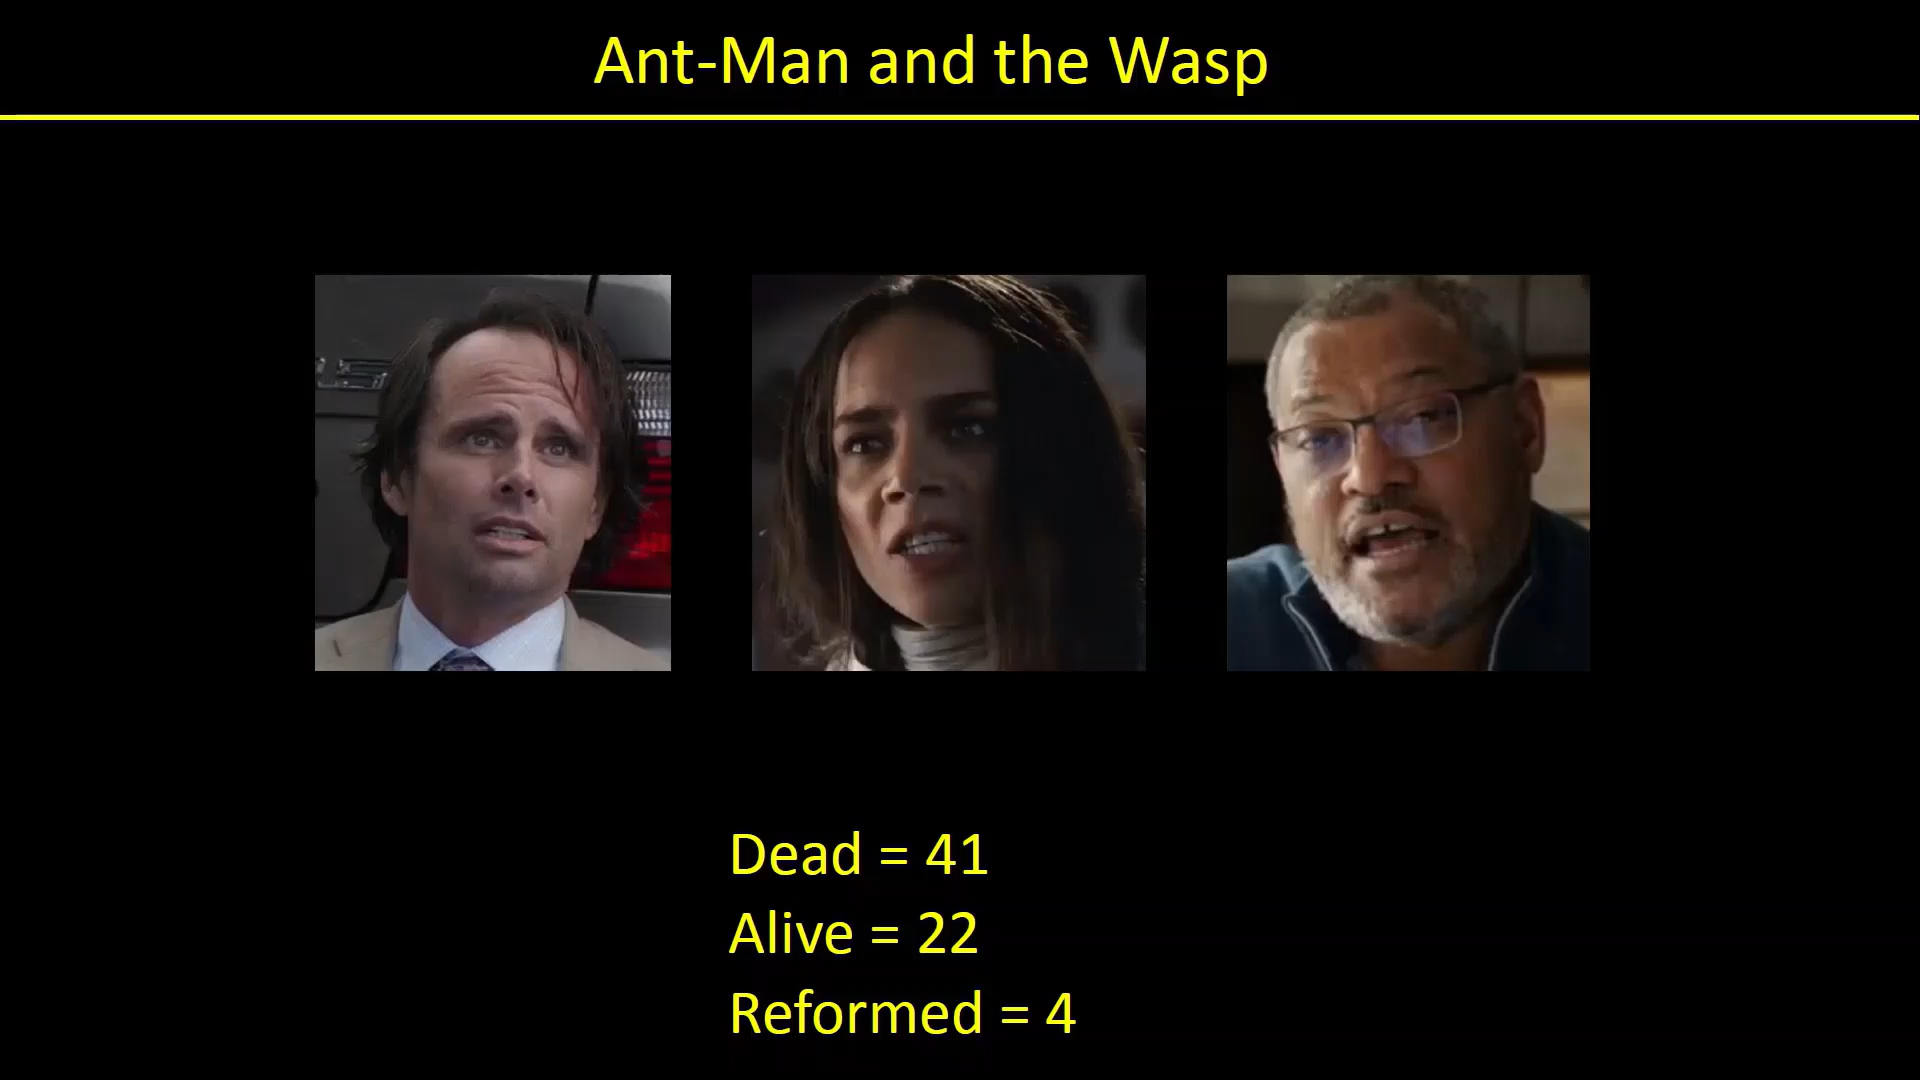 Ant-Man and the Wasp
Dead = 41
Alive = 22
Reformed = 4